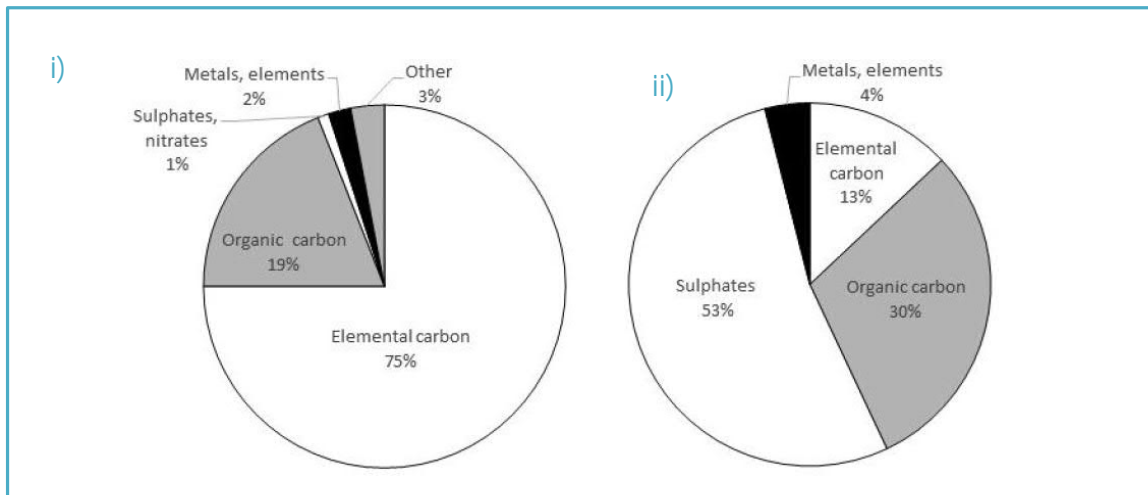 i)
Metals, elements
2%
Other
3%
Sulphates,
nitrates
1%
Organic carbon
19%
Elemental carbon
75%
ii)
Metals, elements
4%
Elemental
carbon
13%
Sulphates
53%
Organic carbon
30%